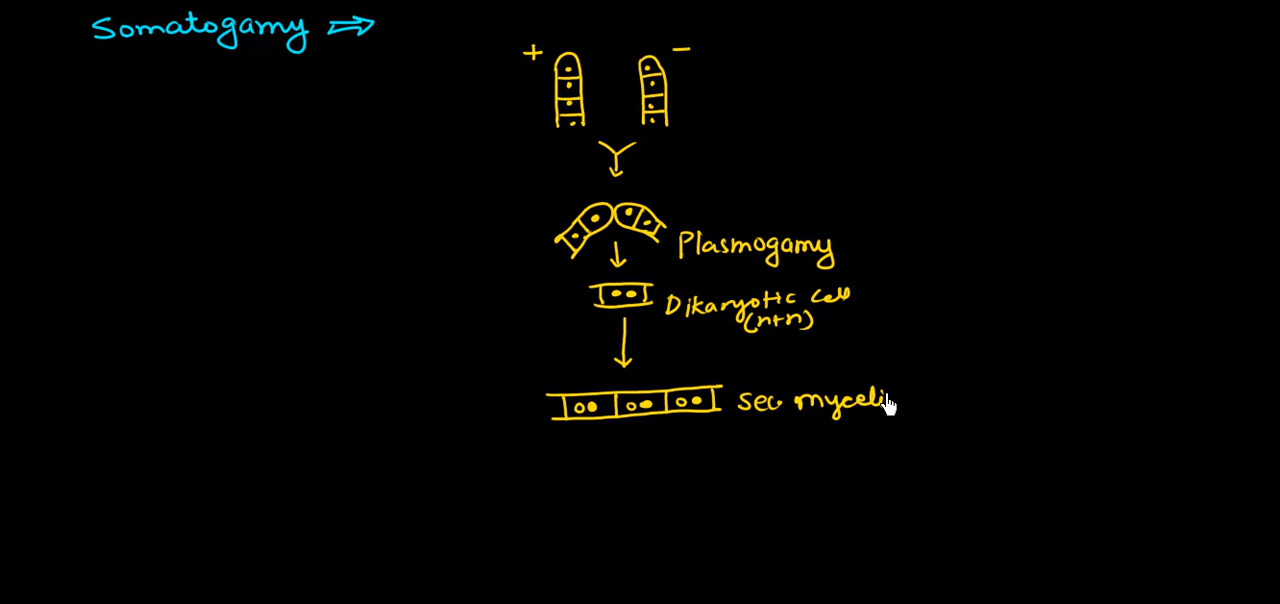 Somatogamy ⇒
+ −
Plasmogamy
Dikaryotic cell
(n+n)
Sec. myceli